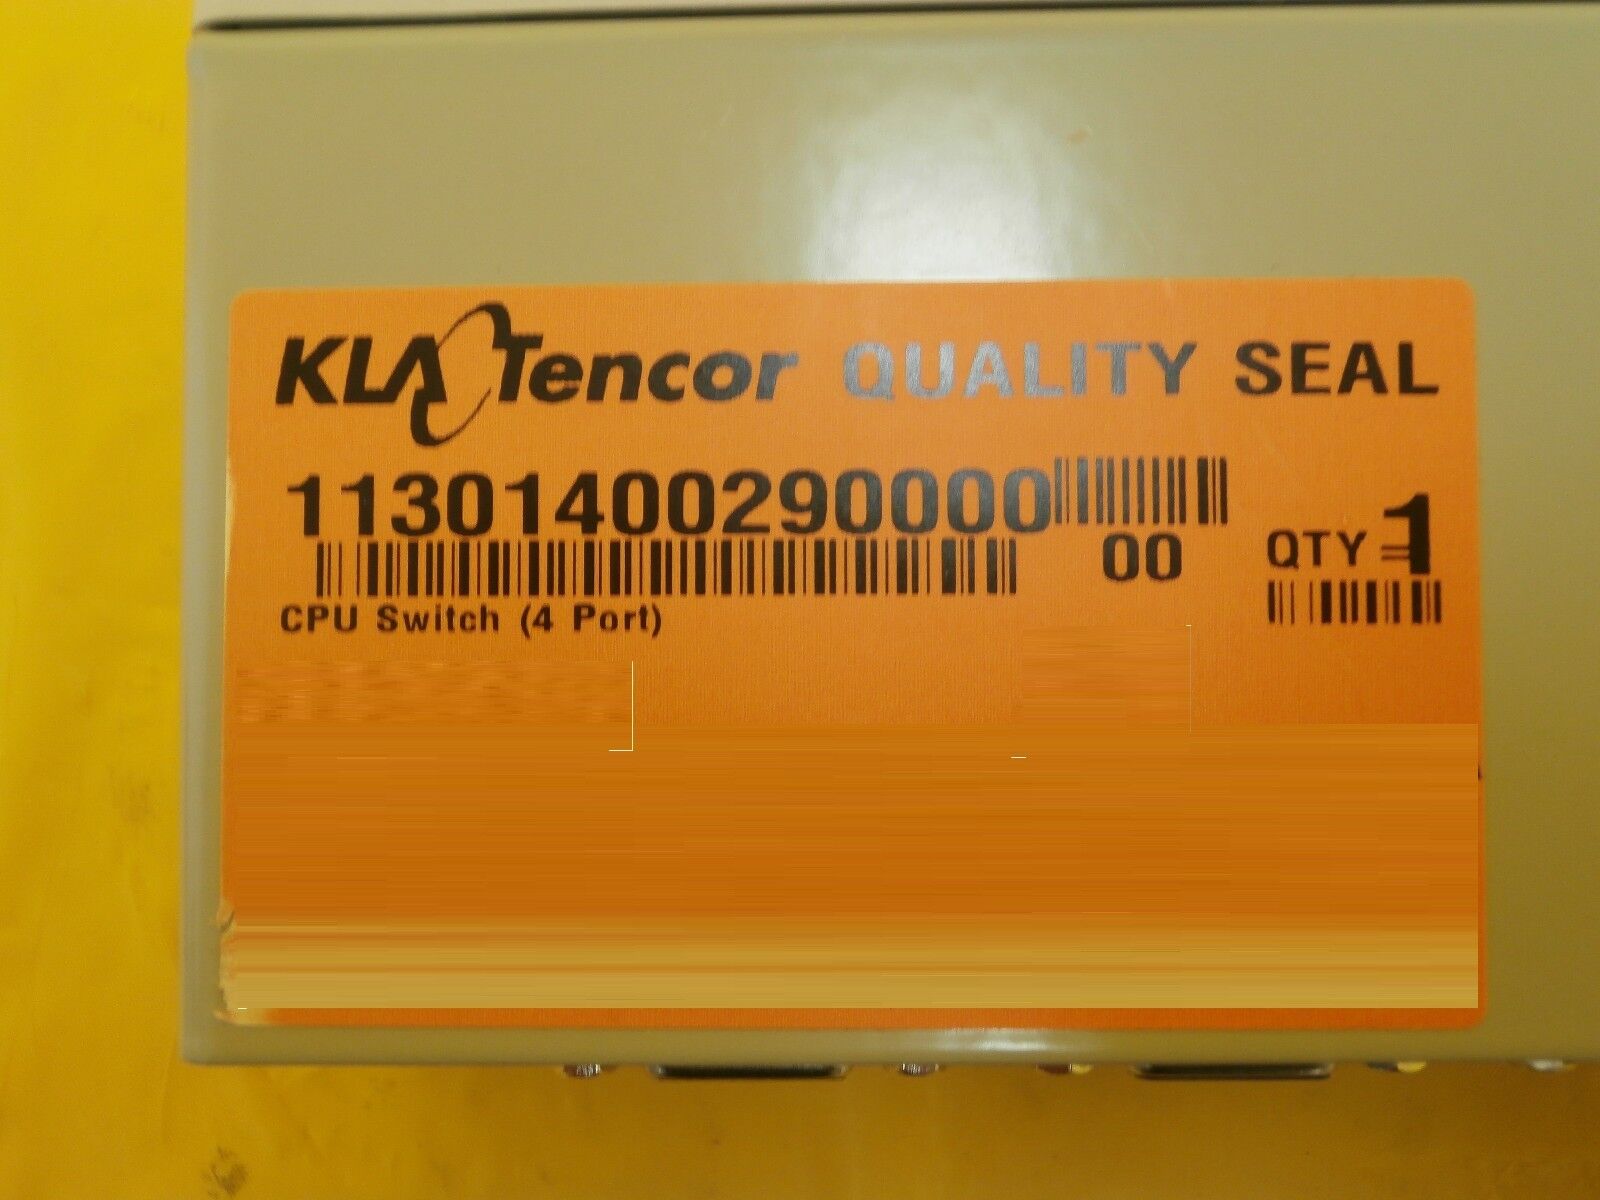 KLA Tencor QUALITY SEAL
11301400290000
00
QTY = 1
CPU Switch (4 Port)